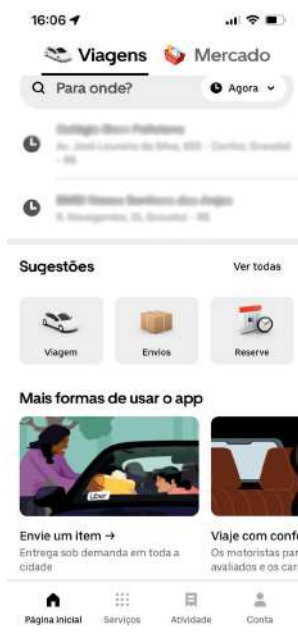 16:06
Viagens Mercado
Para onde? Agora
Sugestões Ver todas
Viagem Envios Reserve
Mais formas de usar o app
Uber
Envie um item → Viaje com confo
Entrega sob demanda em toda a Os motoristas par
cidade avaliados e os car
Página inicial Serviços Atividade Conta